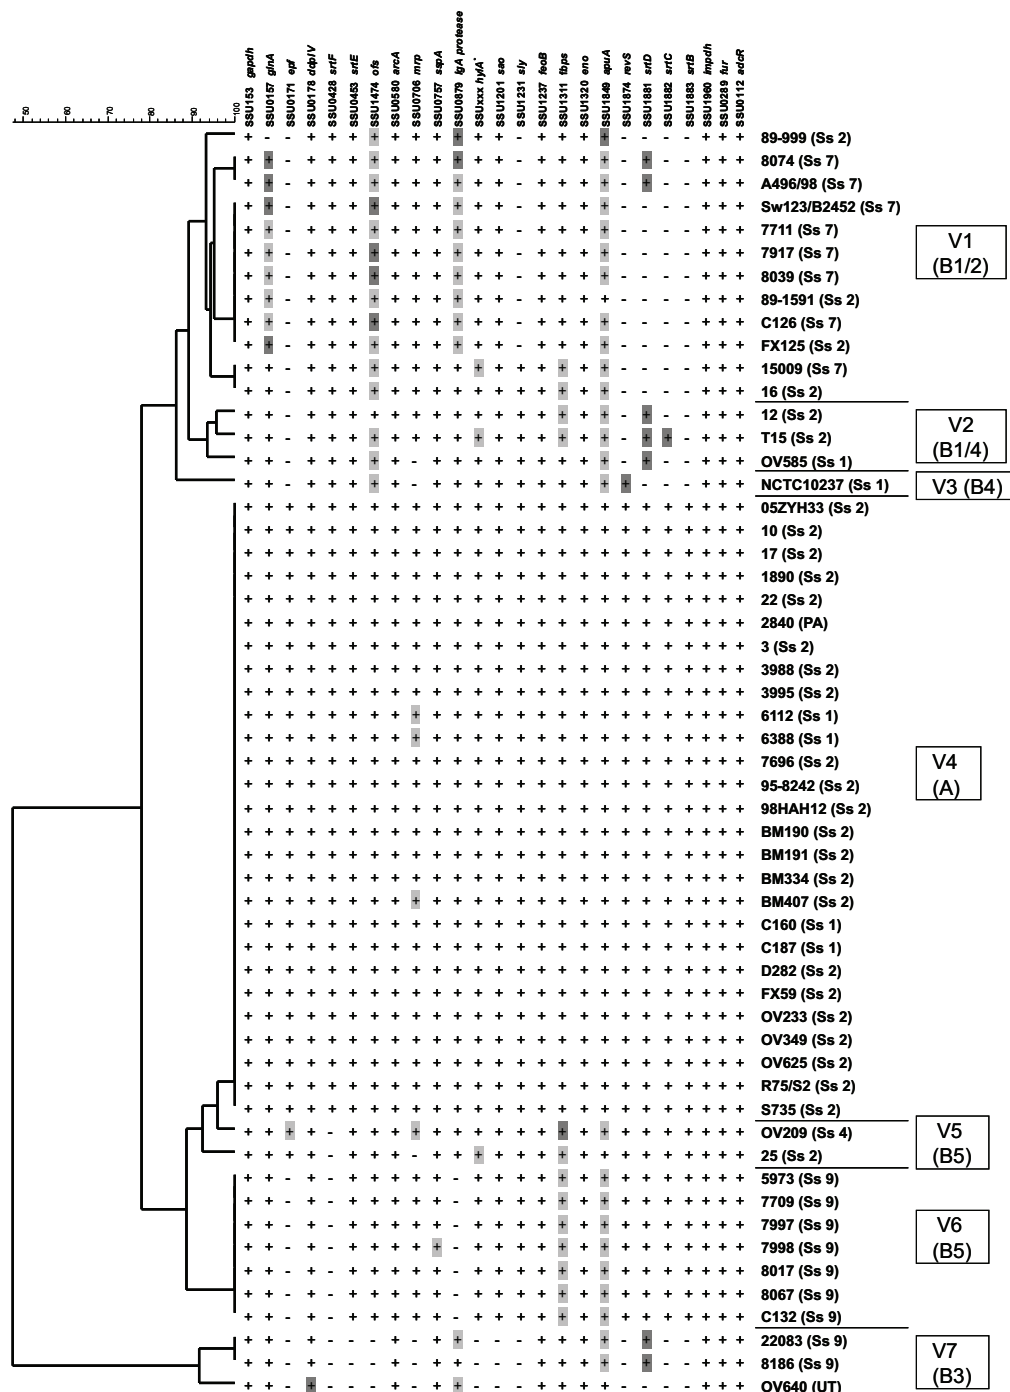 50 60 70 80 90 100
SSU153 gapdh
SSU0157 glnA
SSU0171 epf
SSU0178 ddpIV
SSU0428 srtF
SSU0453 srtE
SSU1474 ofs
SSU0580 arcA
SSU0706 mrp
SSU0757 sspA
SSU0879 IgA protease
SSUxxx hylA*
SSU1201 sao
SSU1231 sly
SSU1237 feoB
SSU1311 fbps
SSU1320 eno
SSU1849 apuA
SSU1874 revS
SSU1881 srtD
SSU1882 srtC
SSU1883 srtB
SSU1960 Impdh
SSU0289 fur
SSU0112 adcR
+ - - + + + + + + + + + + - + + + + - - - - + + + 89-999 (Ss 2)
+ + - + + + + + + + + + + - + + + + - + - - + + + 8074 (Ss 7)
+ + - + + + + + + + + + + - + + + + - + - - + + + A496/98 (Ss 7)
+ + - + + + + + + + + + + - + + + + - - - - + + + Sw123/B2452 (Ss 7)
+ + - + + + + + + + + + + - + + + + - - - - + + + 7711 (Ss 7)
+ + - + + + + + + + + + + - + + + + - - - - + + + 7917 (Ss 7)
+ + - + + + + + + + + + + - + + + + - - - - + + + 8039 (Ss 7)
+ + - + + + + + + + + + + - + + + + - - - - + + + 89-1591 (Ss 2)
+ + - + + + + + + + + + + - + + + + - - - - + + + C126 (Ss 7)
+ + - + + + + + + + + + + - + + + + - - - - + + + FX125 (Ss 2)
V1
(B1/2)
+ + - + + + + + + + + + + - + + + + - - - - + + + 15009 (Ss 7)
+ + - + + + + + + + + + + - + + + + - - - - + + + 16 (Ss 2)
+ + - + + + + + + + + + + - + + + + - + - - + + + 12 (Ss 2)
+ + - + + + + + + + + + + - + + + + - + + - + + + T15 (Ss 2)
+ + - + + + + + - + + + + - + + + + - + - - + + + OV585 (Ss 1)
V2
(B1/4)
+ + - + + + + + - + + + + - + + + + + - - - + + + NCTC10237 (Ss 1)
V3 (B4)
+ + + + + + + + + + + + + + + + + + + + + + + + + 05ZYH33 (Ss 2)
+ + + + + + + + + + + + + + + + + + + + + + + + + 10 (Ss 2)
+ + + + + + + + + + + + + + + + + + + + + + + + + 17 (Ss 2)
+ + + + + + + + + + + + + + + + + + + + + + + + + 1890 (Ss 2)
+ + + + + + + + + + + + + + + + + + + + + + + + + 22 (Ss 2)
+ + + + + + + + + + + + + + + + + + + + + + + + + 2840 (PA)
+ + + + + + + + + + + + + + + + + + + + + + + + + 3 (Ss 2)
+ + + + + + + + + + + + + + + + + + + + + + + + + 3988 (Ss 2)
+ + + + + + + + + + + + + + + + + + + + + + + + + 3995 (Ss 2)
+ + + + + + + + + + + + + + + + + + + + + + + + + 6112 (Ss 1)
+ + + + + + + + + + + + + + + + + + + + + + + + + 6388 (Ss 1)
+ + + + + + + + + + + + + + + + + + + + + + + + + 7696 (Ss 2)
+ + + + + + + + + + + + + + + + + + + + + + + + + 95-8242 (Ss 2)
+ + + + + + + + + + + + + + + + + + + + + + + + + 98HAH12 (Ss 2)
V4
(A)
+ + + + + + + + + + + + + + + + + + + + + + + + + BM190 (Ss 2)
+ + + + + + + + + + + + + + + + + + + + + + + + + BM191 (Ss 2)
+ + + + + + + + + + + + + + + + + + + + + + + + + BM334 (Ss 2)
+ + + + + + + + + + + + + + + + + + + + + + + + + BM407 (Ss 2)
+ + + + + + + + + + + + + + + + + + + + + + + + + C160 (Ss 1)
+ + + + + + + + + + + + + + + + + + + + + + + + + C187 (Ss 1)
+ + + + + + + + + + + + + + + + + + + + + + + + + D282 (Ss 2)
+ + + + + + + + + + + + + + + + + + + + + + + + + FX59 (Ss 2)
+ + + + + + + + + + + + + + + + + + + + + + + + + OV233 (Ss 2)
+ + + + + + + + + + + + + + + + + + + + + + + + + OV349 (Ss 2)
+ + + + + + + + + + + + + + + + + + + + + + + + + OV625 (Ss 2)
+ + + + + + + + + + + + + + + + + + + + + + + + + R75/S2 (Ss 2)
+ + + + + + + + + + + + + + + + + + + + + + + + + S735 (Ss 2)
+ + + + - + + + + + + + + + + + + + + + + + + + + OV209 (Ss 4)
+ + + + - + + + - + + + + + + + + + + + + + + + + 25 (Ss 2)
V5
(B5)
+ + - + - + + + + + - + + + + + + + + + + + + + + 5973 (Ss 9)
+ + - + - + + + + + - + + + + + + + + + + + + + + 7709 (Ss 9)
+ + - + - + + + + + - + + + + + + + + + + + + + + 7997 (Ss 9)
+ + - + - + + + + + - + + + + + + + + + + + + + + 7998 (Ss 9)
+ + - + - + + + + + - + + + + + + + + + + + + + + 8017 (Ss 9)
+ + - + - + + + + + - + + + + + + + + + + + + + + 8067 (Ss 9)
+ + - + - + + + + + - + + + + + + + + + + + + + + C132 (Ss 9)
V6
(B5)
+ + - - - - - + - + + - - - + + + + - + - - + + + 22083 (Ss 9)
+ + - - - - - + - + - - - - + + + + - + - - + + + 8186 (Ss 9)
+ + - + - - - + - + + + + + + + + + - - - - + + + OV640 (UT)
V7
(B3)